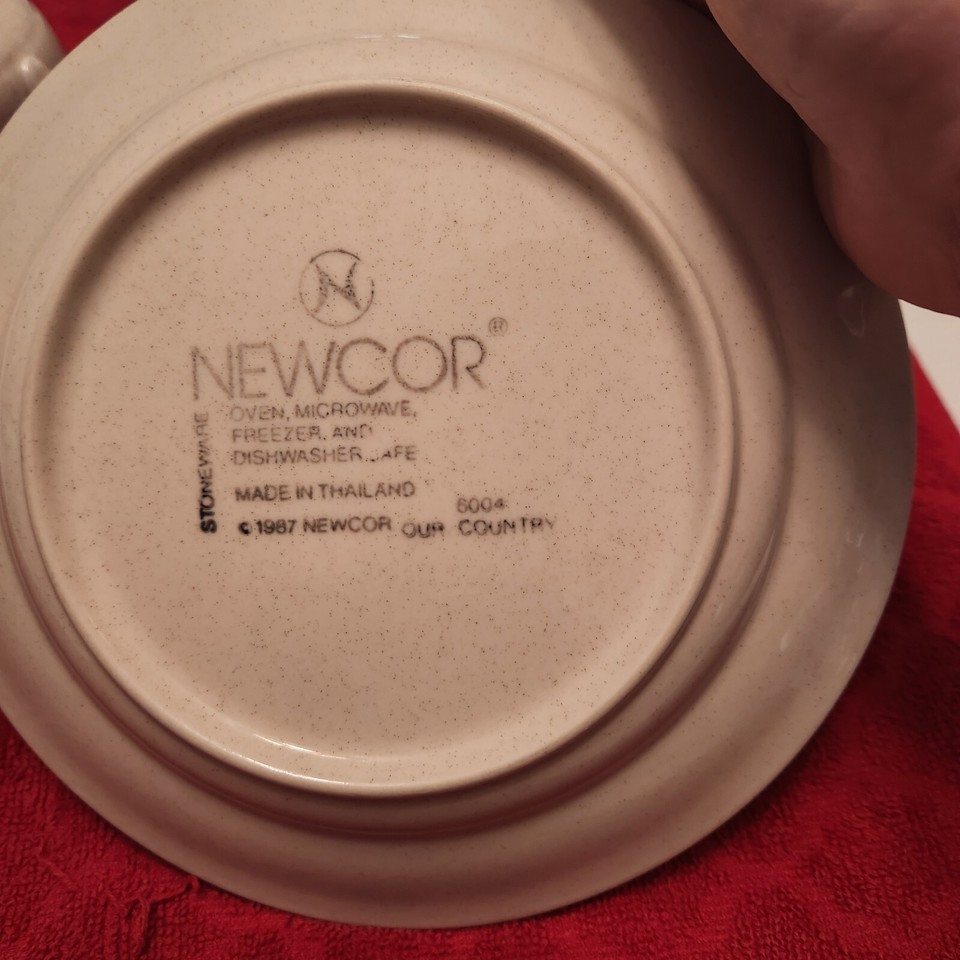 N
NEWCOR®
STONEWARE
OVEN, MICROWAVE,
FREEZER, AND
DISHWASHER SAFE
MADE IN THAILAND
6004
© 1987 NEWCOR OUR COUNTRY